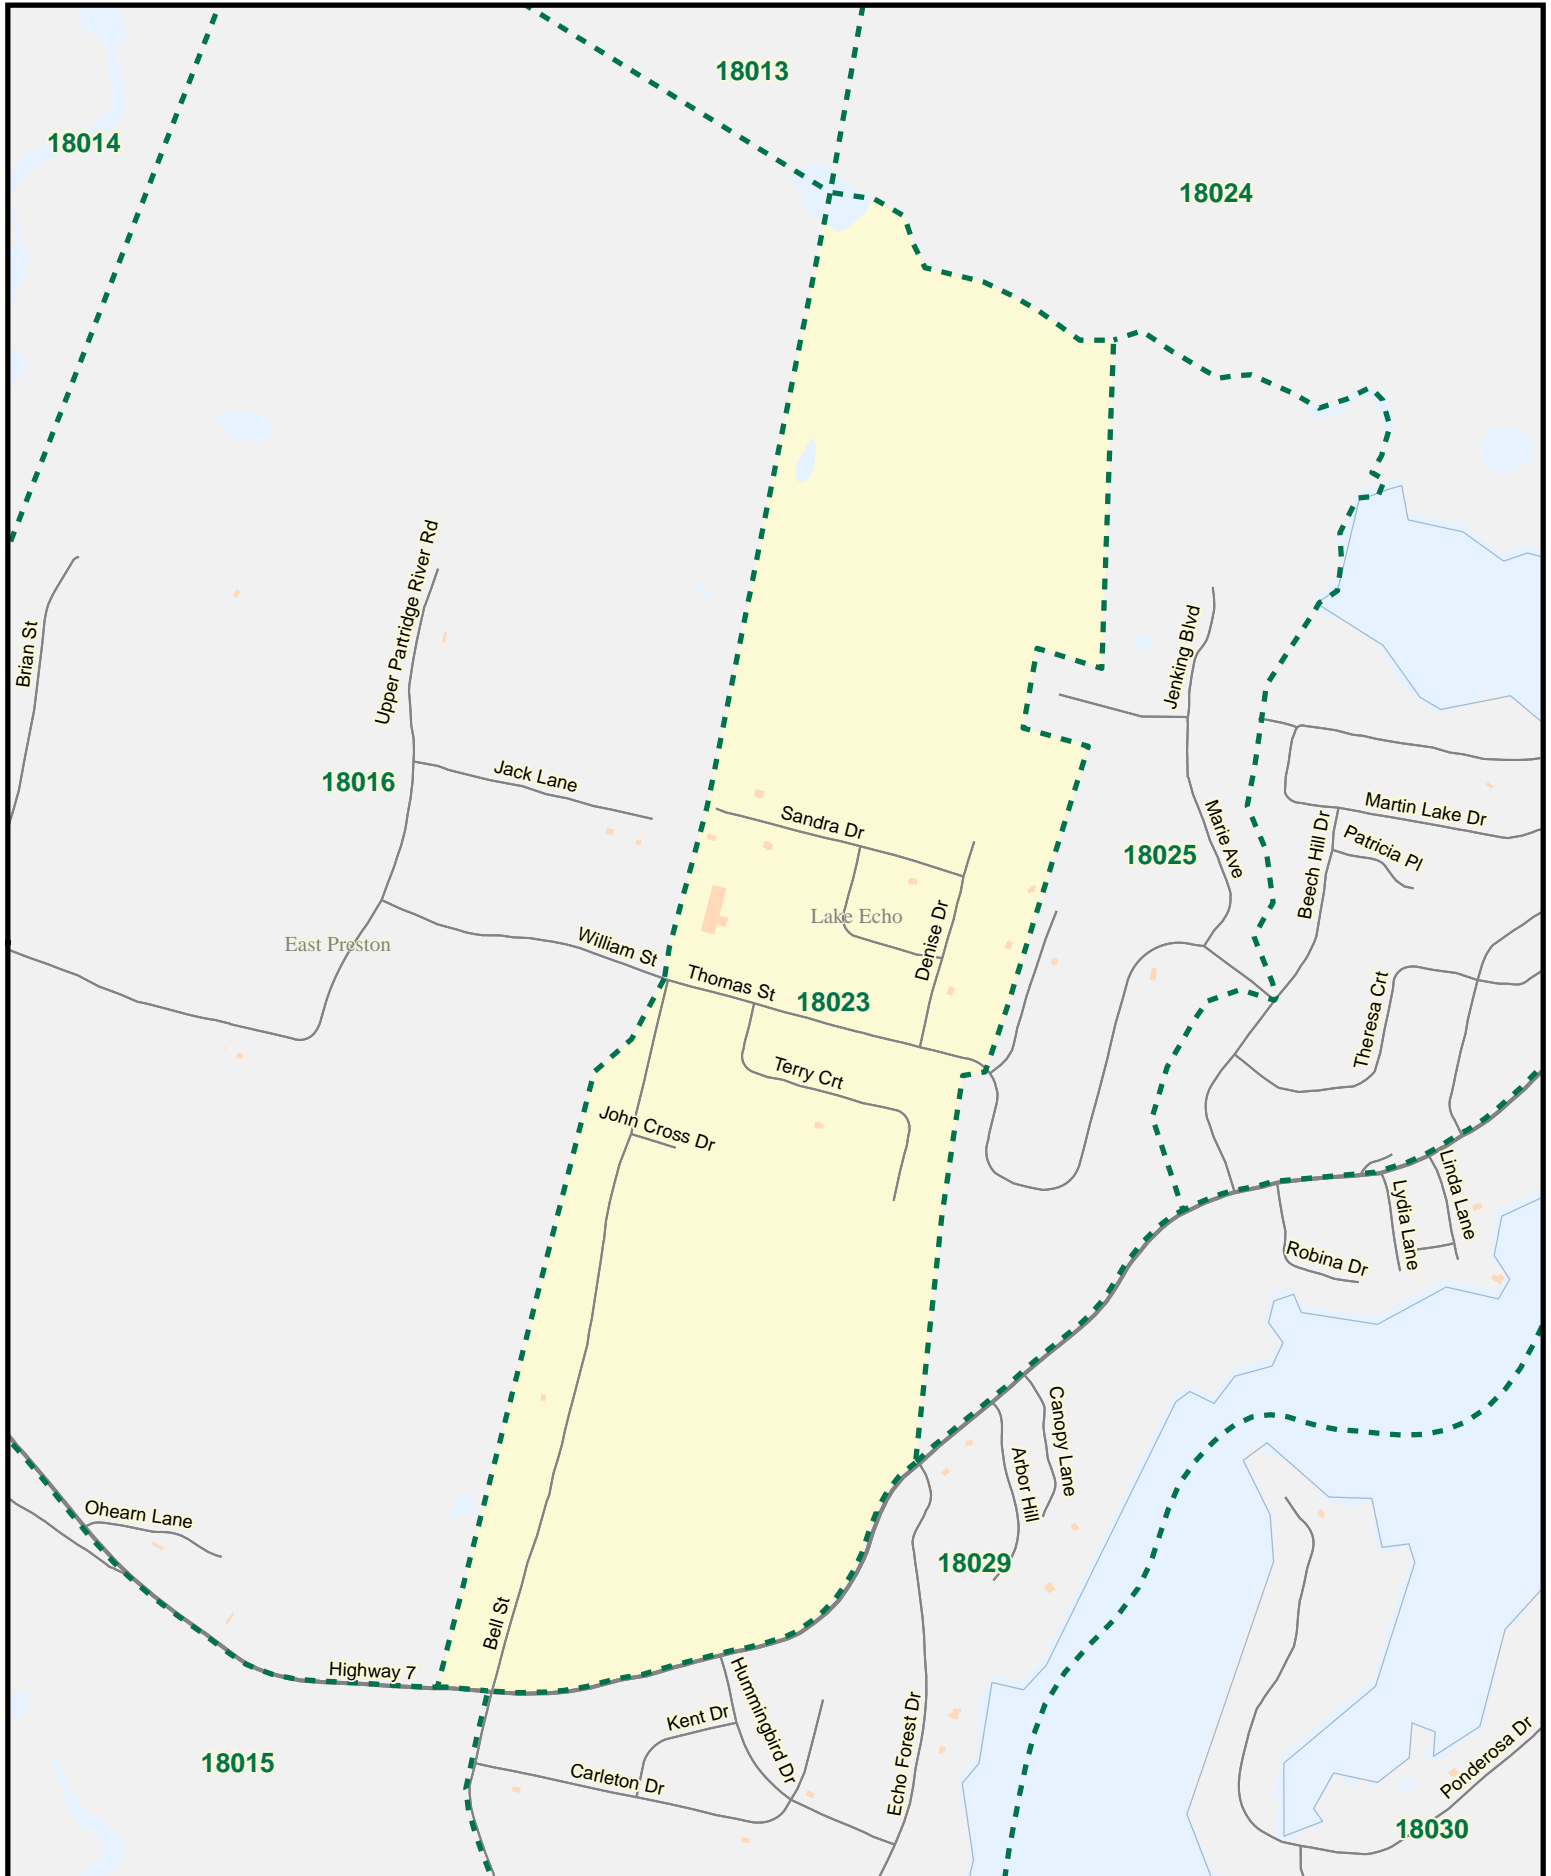 18013
18014
18024
Upper Partridge River Rd
Brian St
Jenking Blvd
Jack Lane
18016
Sandra Dr
Martin Lake Dr
Marie Ave
Beech Hill Dr
Patricia Pl
18025
Lake Echo
East Preston
William St
Denise Dr
Thomas St
18023
Theresa Crt
Terry Crt
John Cross Dr
Linda Lane
Lydia Lane
Robina Dr
Canopy Lane
Arbor Hill
Ohearn Lane
18029
Bell St
Highway 7
Hummingbird Dr
Kent Dr
Echo Forest Dr
18015
Carleton Dr
Ponderosa Dr
18030